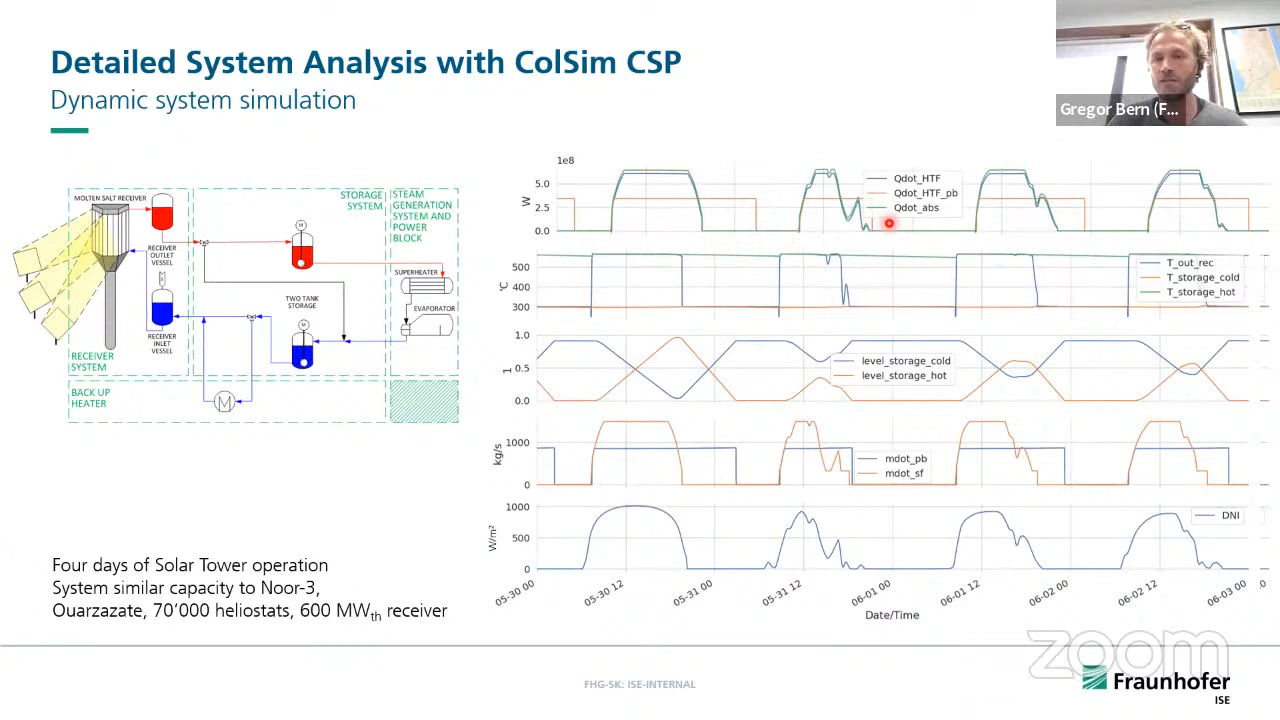 Detailed System Analysis with ColSim CSP
Dynamic system simulation
Gregor Bern (F...
MOLTEN SALT RECEIVER
RECEIVER
OUTLET
VESSEL
RECEIVER
INLET
VESSEL
RECEIVER
SYSTEM
BACK UP
HEATER
M
STORAGE
SYSTEM
M
TWO TANK
STORAGE
M
STEAM
GENERATION
SYSTEM AND
POWER
BLOCK
SUPERHEATER
EVAPORATOR
1e8
W
5.0
2.5
0.0
Qdot_HTF
Qdot_HTF_pb
Qdot_abs
°C
500
400
300
T_out_rec
T_storage_cold
T_storage_hot
1
1.0
0.5
0.0
level_storage_cold
level_storage_hot
kg/s
1000
0
mdot_pb
mdot_sf
W/m²
1000
500
0
DNI
05-30 00
05-30 12
05-31 00
05-31 12
06-01 00
06-01 12
06-02 00
06-02 12
06-03 00
0
Date/Time
Four days of Solar Tower operation
System similar capacity to Noor-3,
Ouarzazate, 70’000 heliostats, 600 MWth receiver
FHG-SK: ISE-INTERNAL
zoom
Fraunhofer
ISE